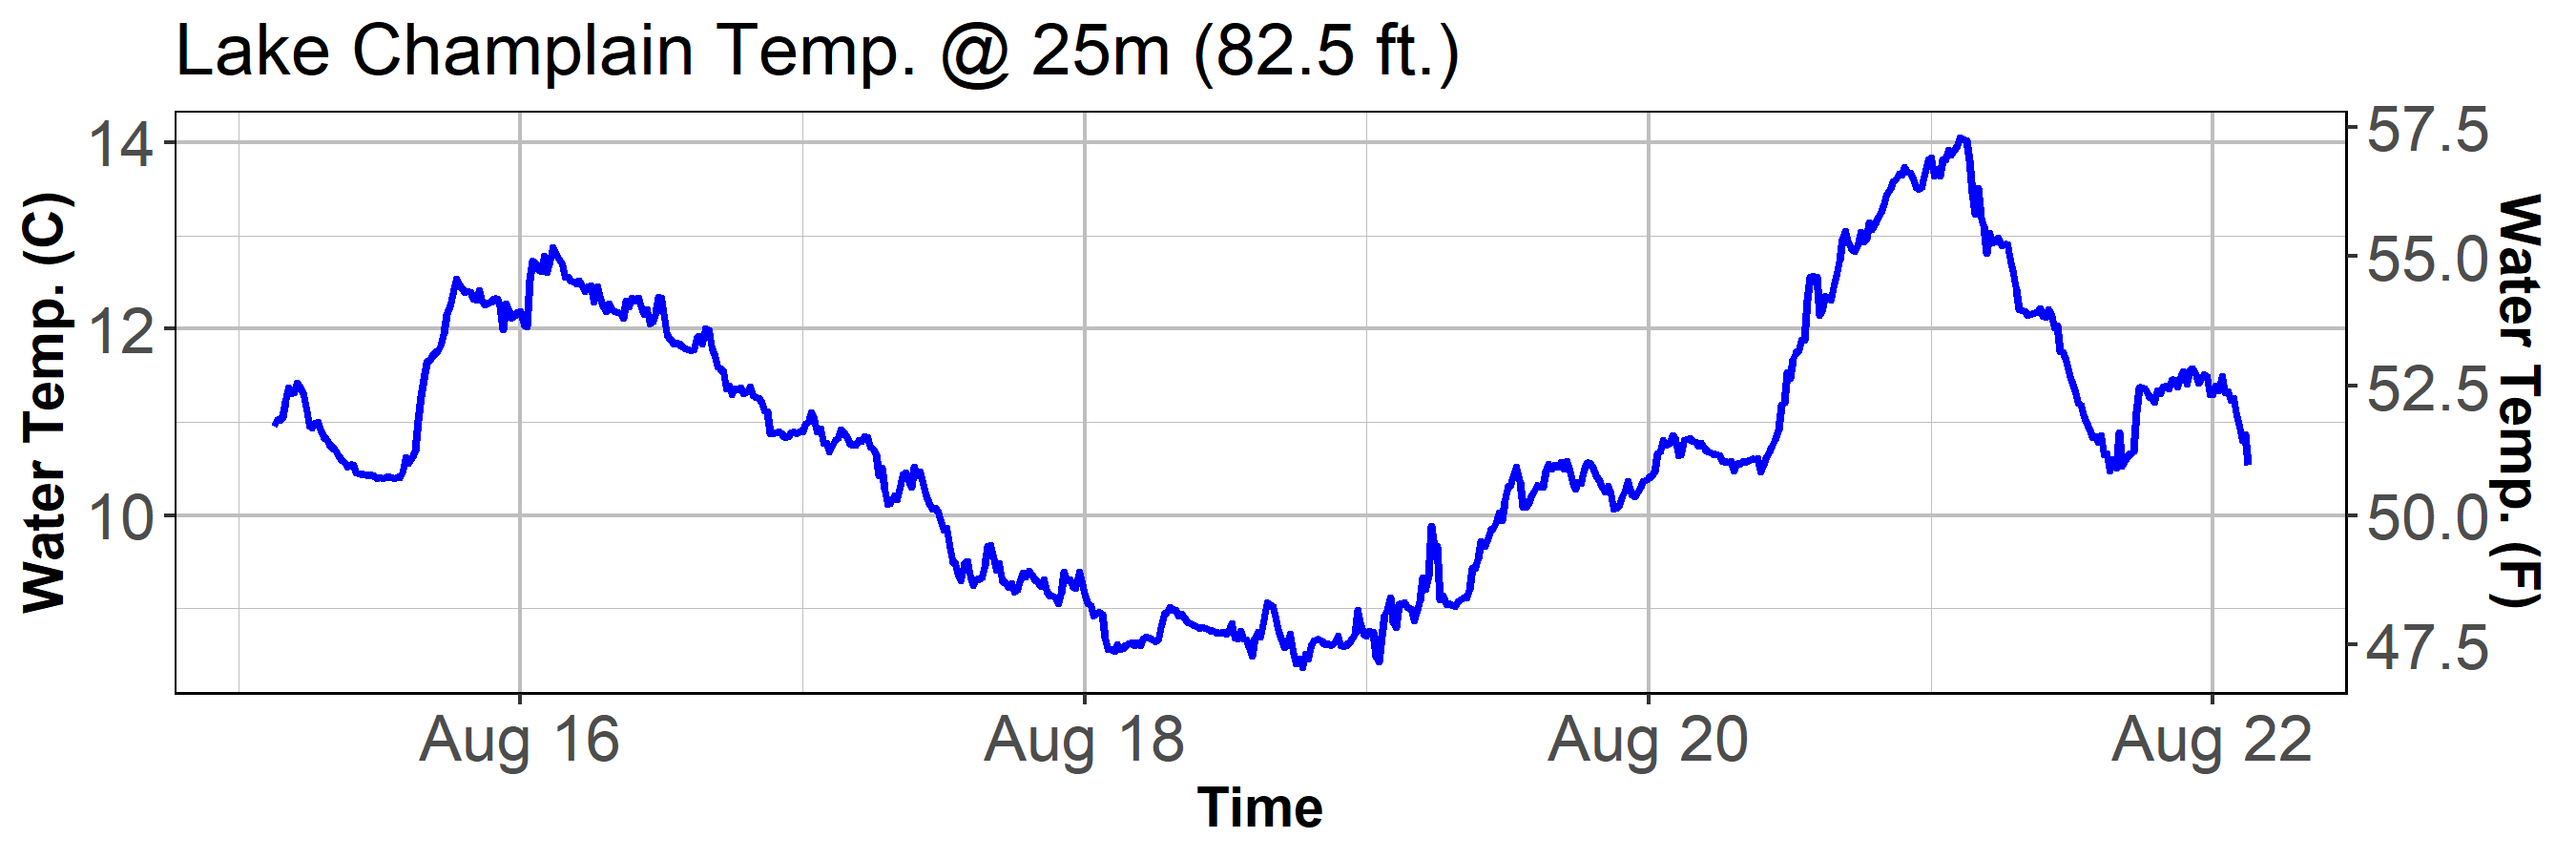 Lake Champlain Temp. @ 25m (82.5 ft.)
Water Temp. (C)
14
12
10
57.5
55.0
52.5
50.0
47.5
Water Temp. (F)
Aug 16 Aug 18 Aug 20 Aug 22
Time